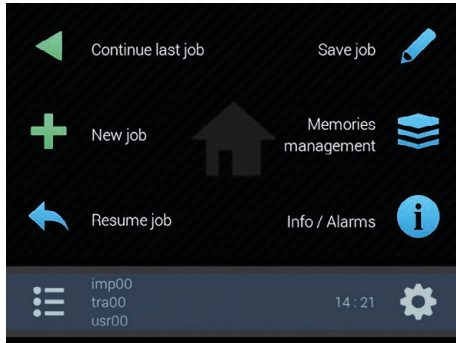 Continue last job
Save job
New job
Memories
management
Resume job
Info / Alarms
imp00
tra00
usr00
14 : 21